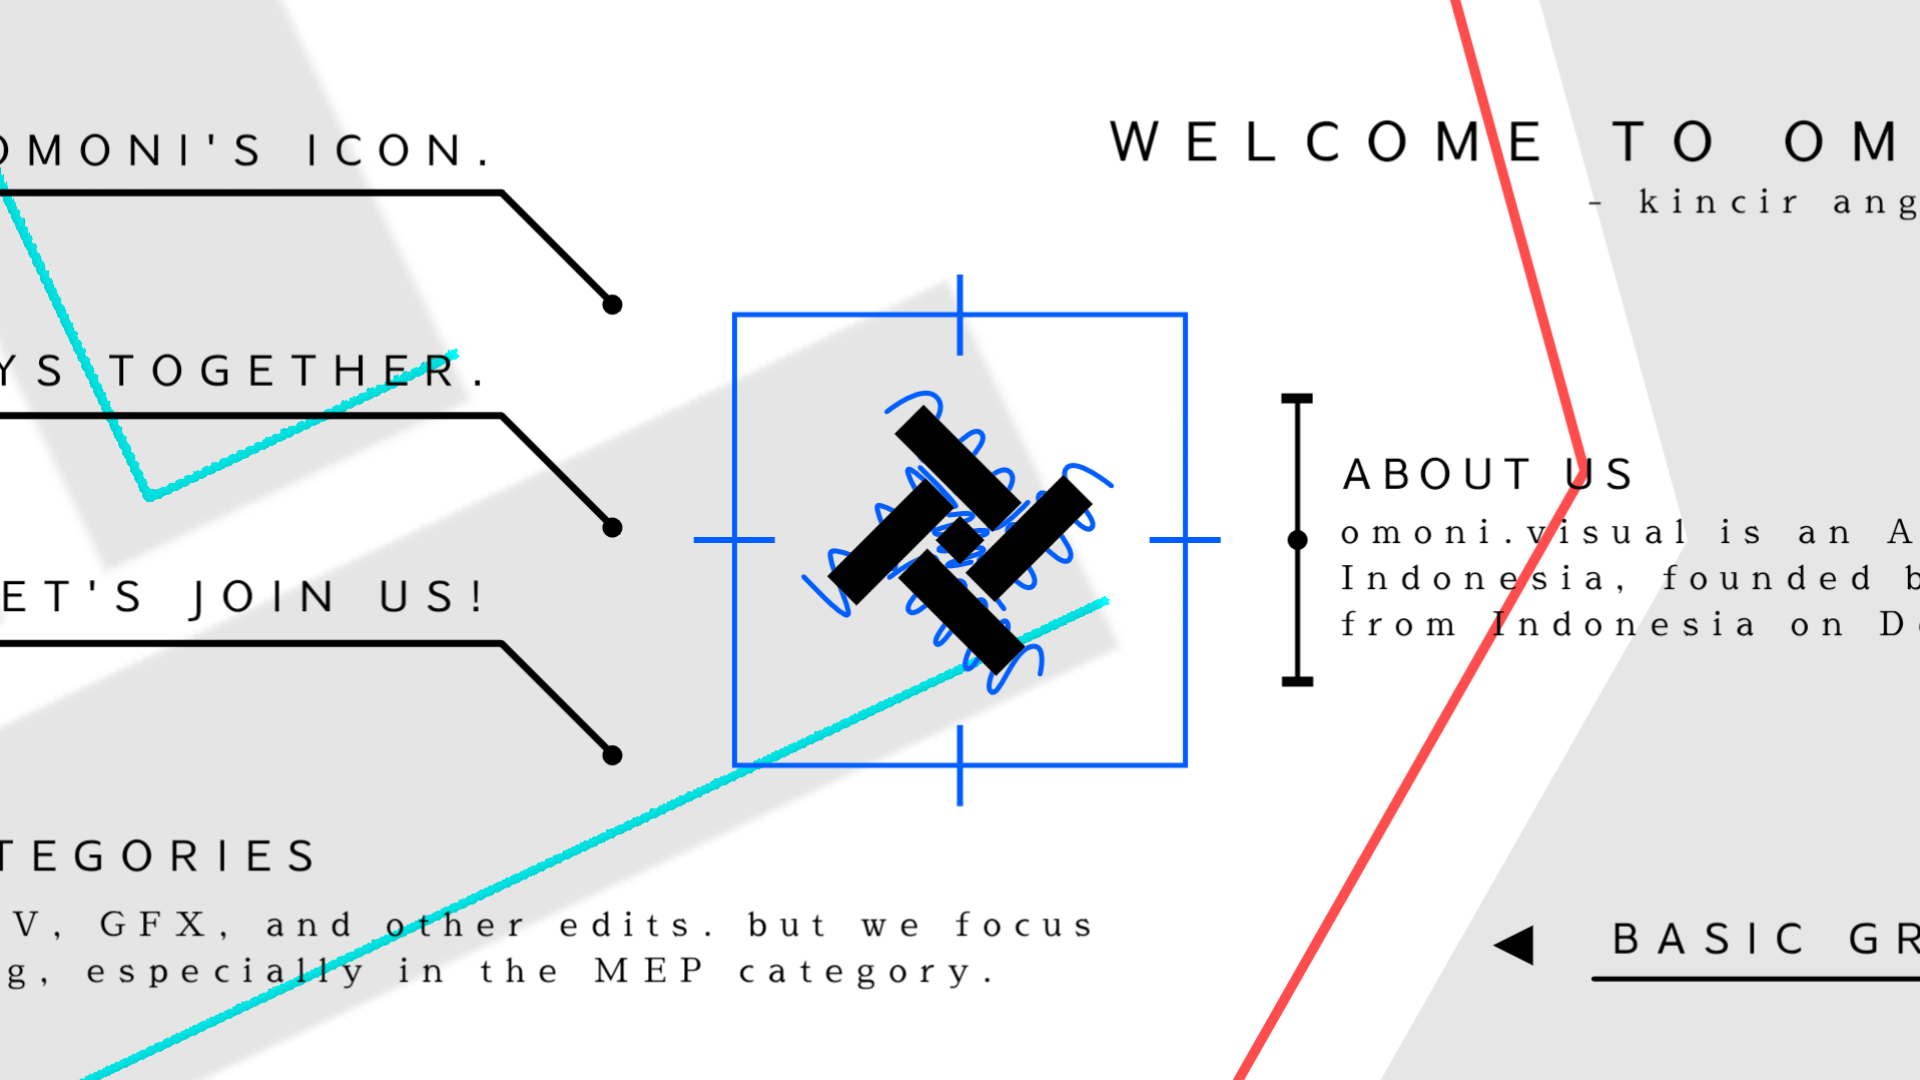 OMONI'S ICON.
YS TOGETHER.
ET'S JOIN US!
TEGORIES
V, GFX, and other edits. but we focus
g, especially in the MEP category.
WELCOME TO OM
- kincir ang
ABOUT US
omoni.visual is an A
Indonesia, founded b
from Indonesia on D
BASIC GR